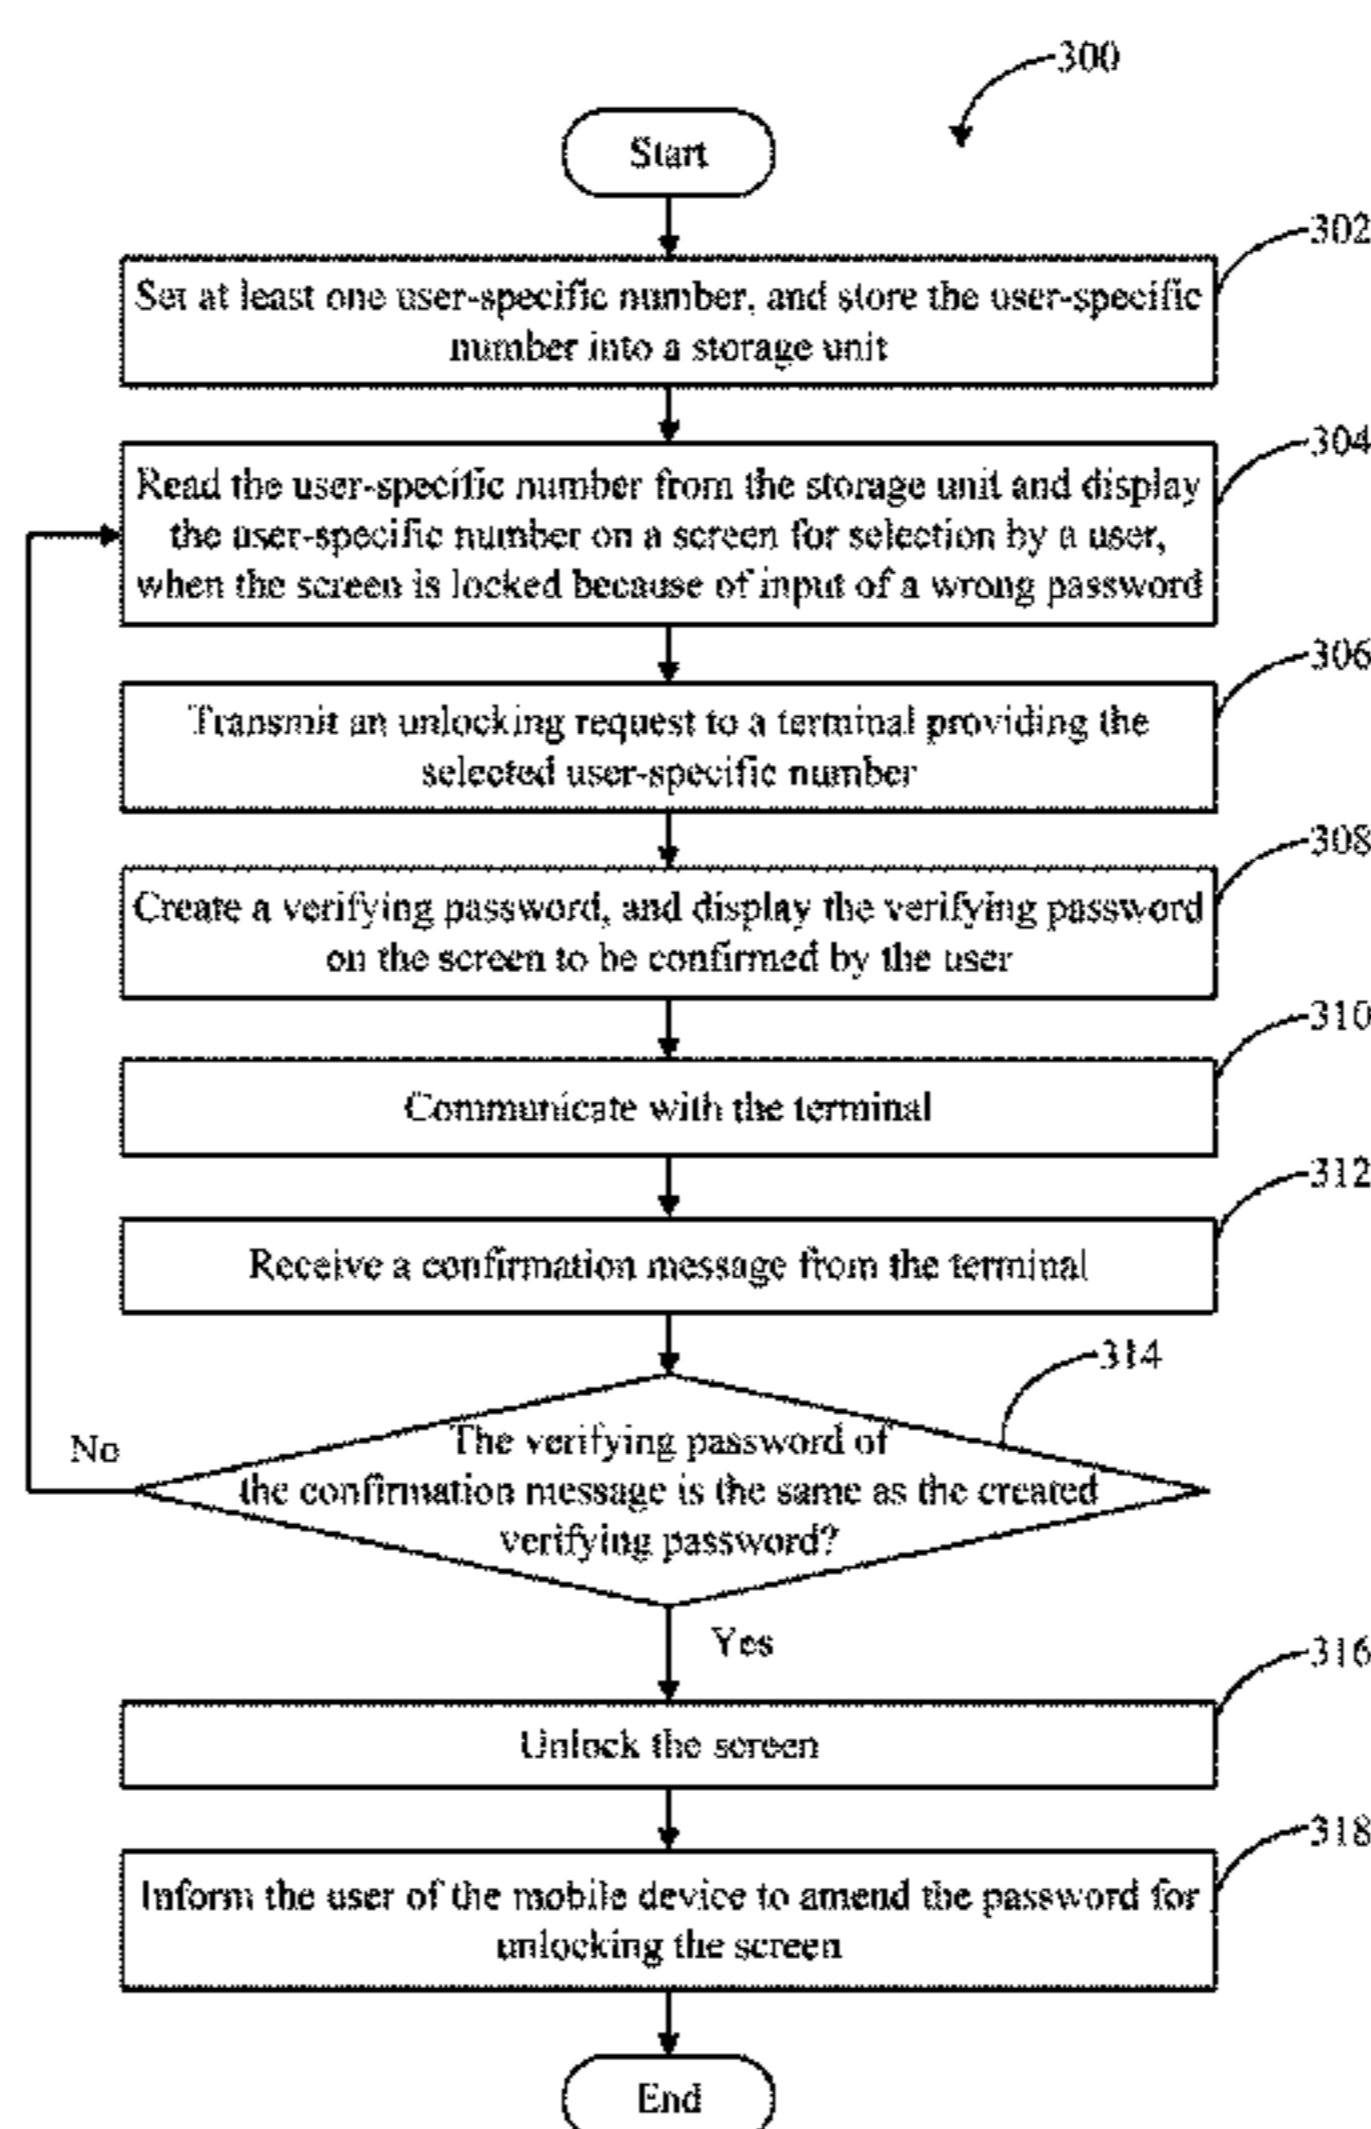 300
Start
302
Set at least one user-specific number, and store the user-specific
number into a storage unit
304
Read the user-specific number from the storage unit and display
the user-specific number on a screen for selection by a user,
when the screen is locked because of input of a wrong password
306
Transmit an unlocking request to a terminal providing the
selected user-specific number
308
Create a verifying password, and display the verifying password
on the screen to be confirmed by the user
310
Communicate with the terminal
312
Receive a confirmation message from the terminal
314
No
The verifying password of
the confirmation message is the same as the created
verifying password?
Yes
316
Unlock the screen
318
Inform the user of the mobile device to amend the password for
unlocking the screen
End